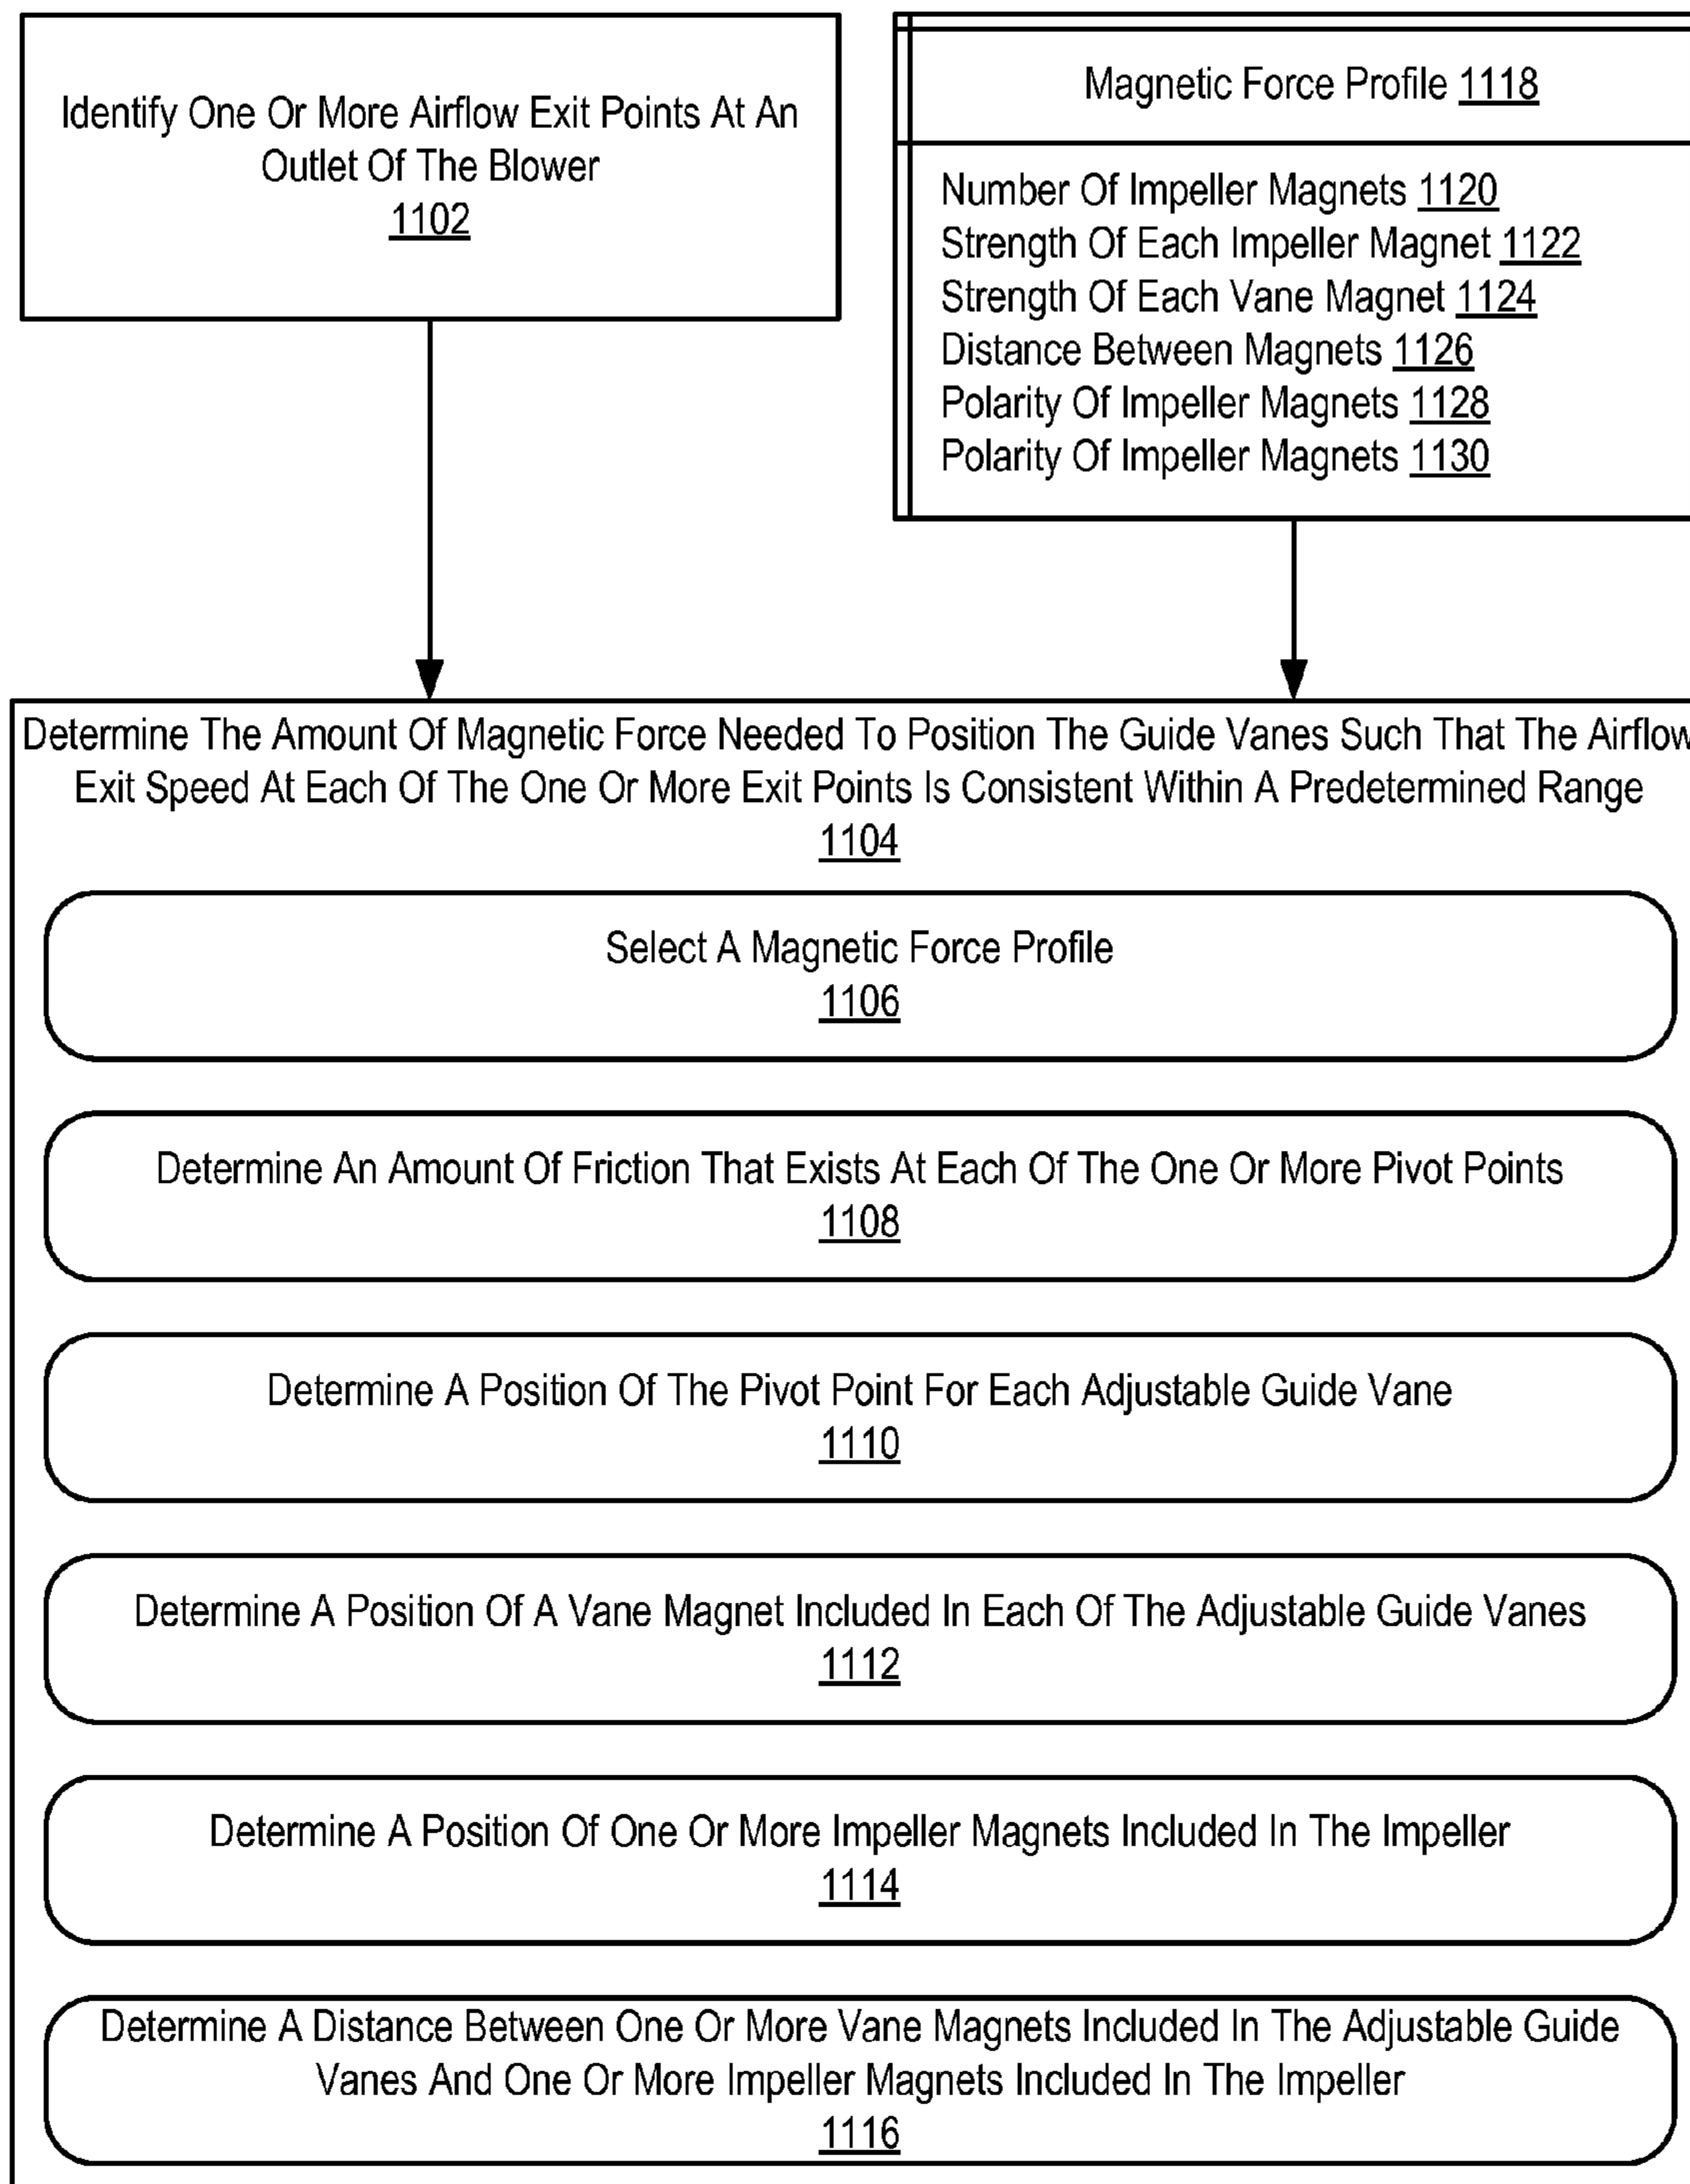 Identify One Or More Airflow Exit Points At An
Outlet Of The Blower
1102
Magnetic Force Profile 1118
Number Of Impeller Magnets 1120
Strength Of Each Impeller Magnet 1122
Strength Of Each Vane Magnet 1124
Distance Between Magnets 1126
Polarity Of Impeller Magnets 1128
Polarity Of Impeller Magnets 1130
Determine The Amount Of Magnetic Force Needed To Position The Guide Vanes Such That The Airflow
Exit Speed At Each Of The One Or More Exit Points Is Consistent Within A Predetermined Range
1104
Select A Magnetic Force Profile
1106
Determine An Amount Of Friction That Exists At Each Of The One Or More Pivot Points
1108
Determine A Position Of The Pivot Point For Each Adjustable Guide Vane
1110
Determine A Position Of A Vane Magnet Included In Each Of The Adjustable Guide Vanes
1112
Determine A Position Of One Or More Impeller Magnets Included In The Impeller
1114
Determine A Distance Between One Or More Vane Magnets Included In The Adjustable Guide
Vanes And One Or More Impeller Magnets Included In The Impeller
1116